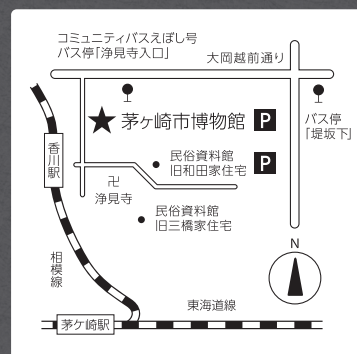 コミュニティバスえぼし号
バス停「浄見寺入口」
大岡越前通り
茅ヶ崎市博物館
P
バス停
「堤坂下」
香川駅
民俗資料館
旧和田家住宅
P
卍
浄見寺
民俗資料館
旧三橋家住宅
N
相模線
東海道線
茅ヶ崎駅